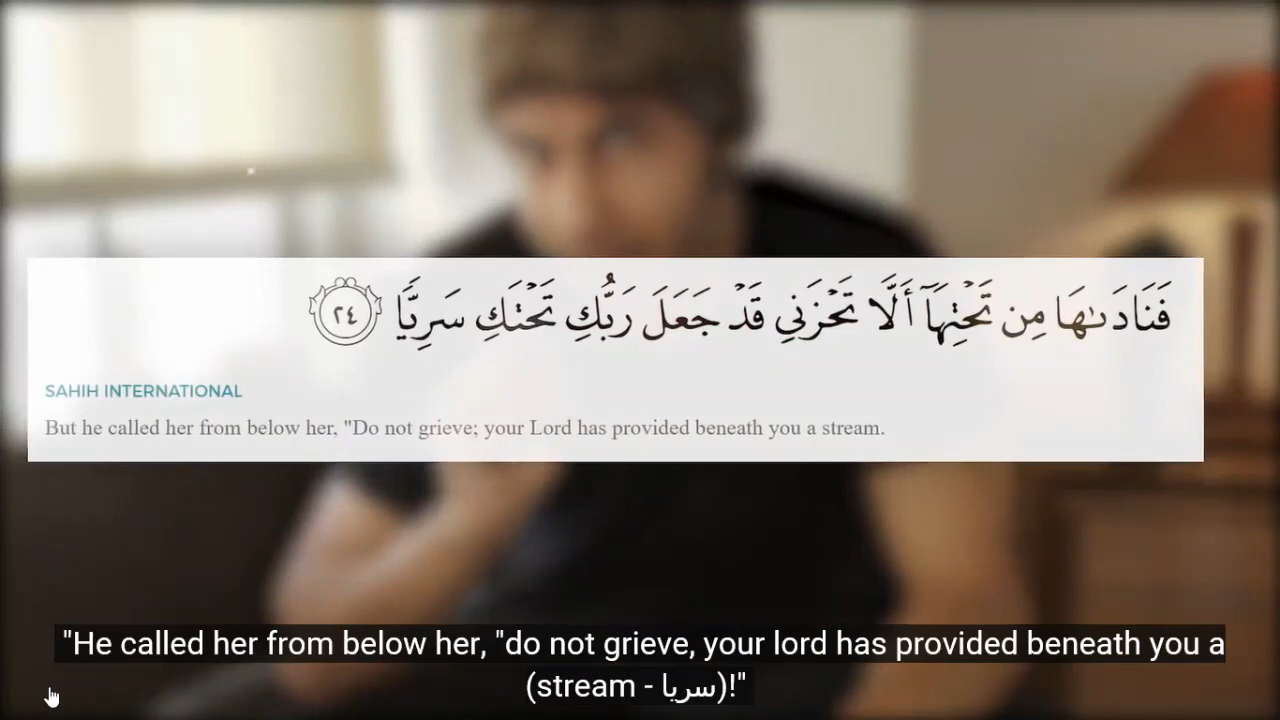 فَنَادَىٰهَا مِن تَحْتِهَآ أَلَّا تَحْزَنِي قَدْ جَعَلَ رَبُّكِ تَحْتَكِ سَرِيًّا ٢٤
SAHIH INTERNATIONAL
But he called her from below her, "Do not grieve; your Lord has provided beneath you a stream.
"He called her from below her, "do not grieve, your lord has provided beneath you a
(stream - سريا)!"